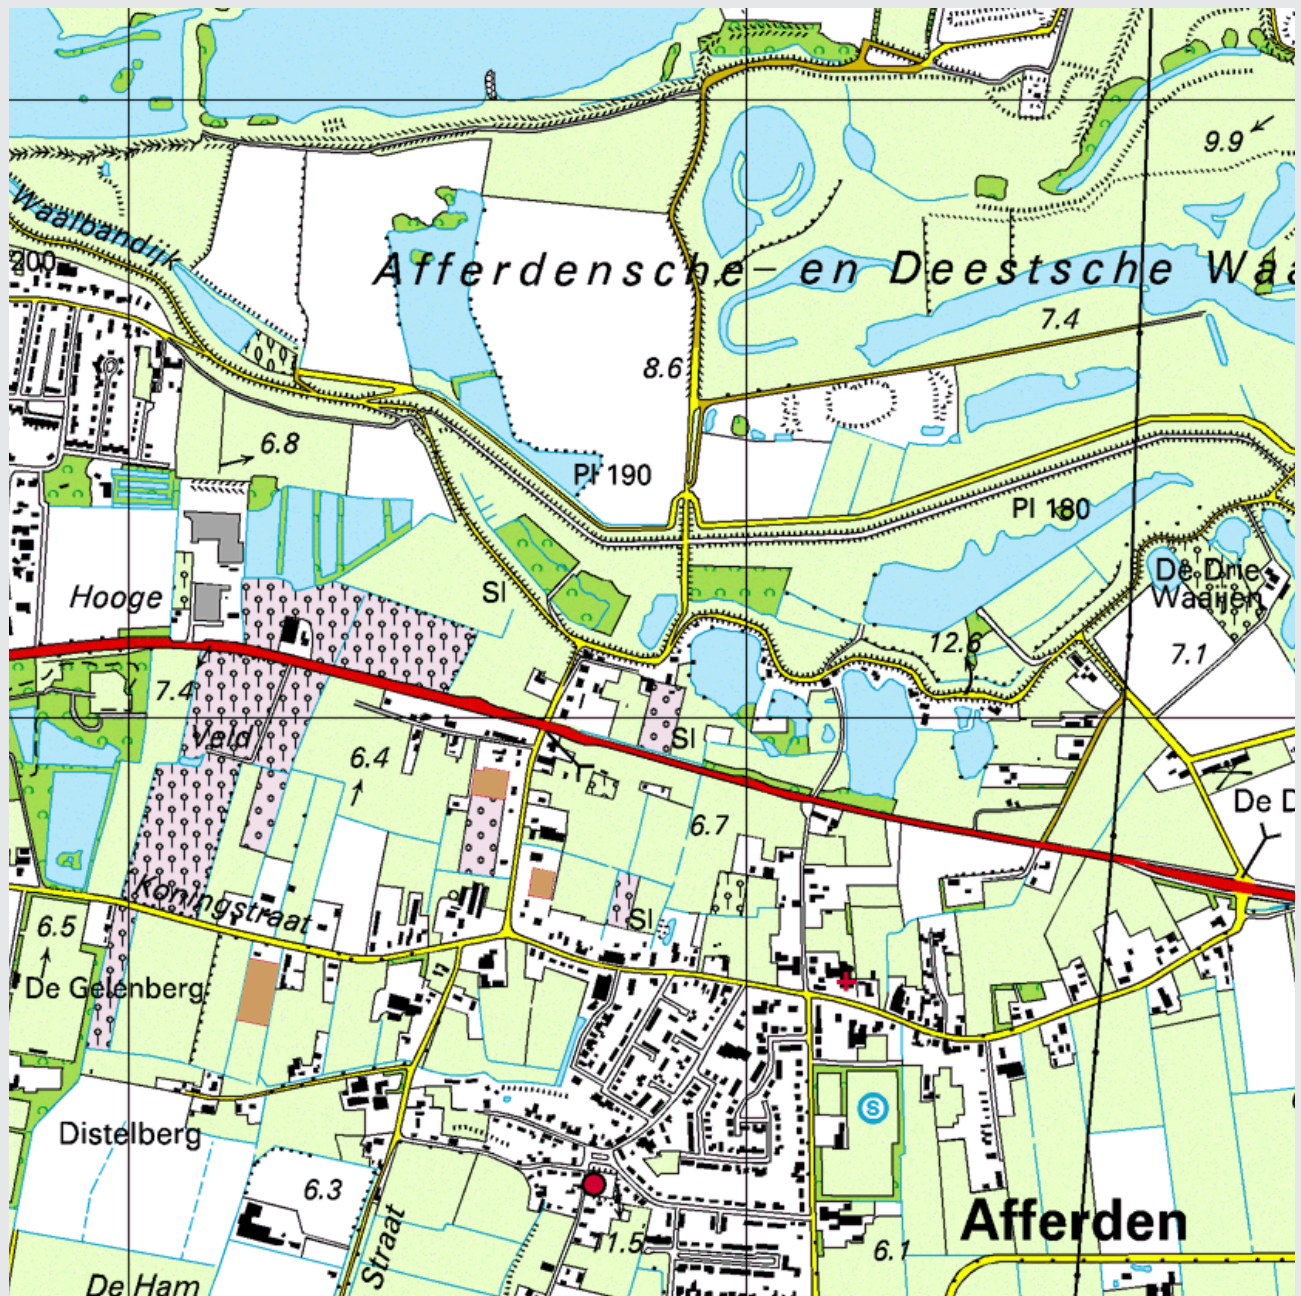 9.9
Waalbandijk
200
Afferdensche- en Deestsche Waa
7.4
8.6
6.8
Pl 190
Pl 180
De Drie
Waaijen
Sl
Hooge
12.6
7.1
7.4
Veld
Sl
6.4
De D
6.7
Koningstraat
Sl
6.5
De Gelenberg
S
Distelberg
6.3
Afferden
Straat
1.5
6.1
De Ham